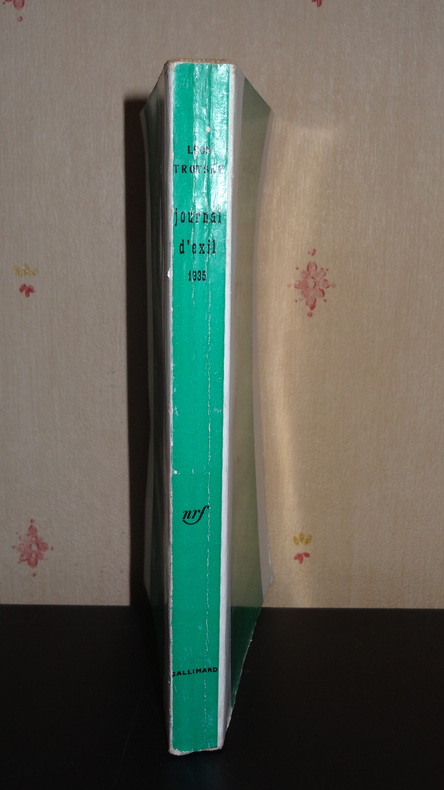 LÉON
TROTSKY
journal
d'exil
1935
nrf
GALLIMARD